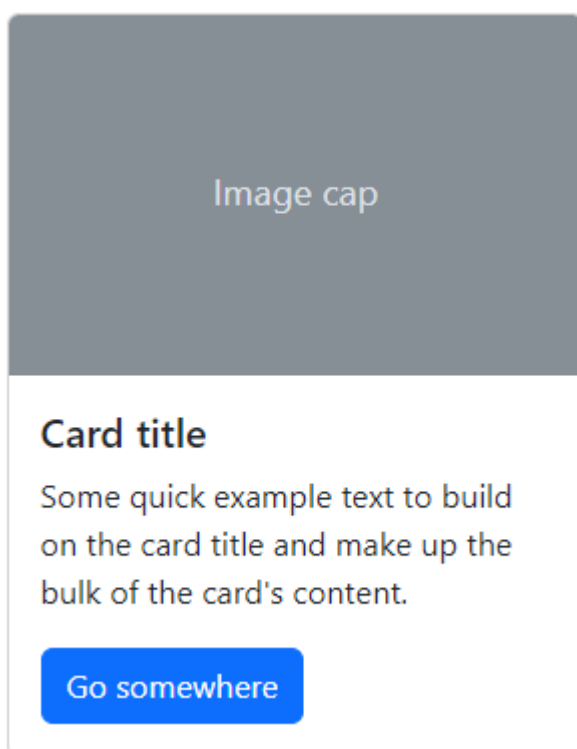 Image cap
Card title
Some quick example text to build
on the card title and make up the
bulk of the card's content.
Go somewhere